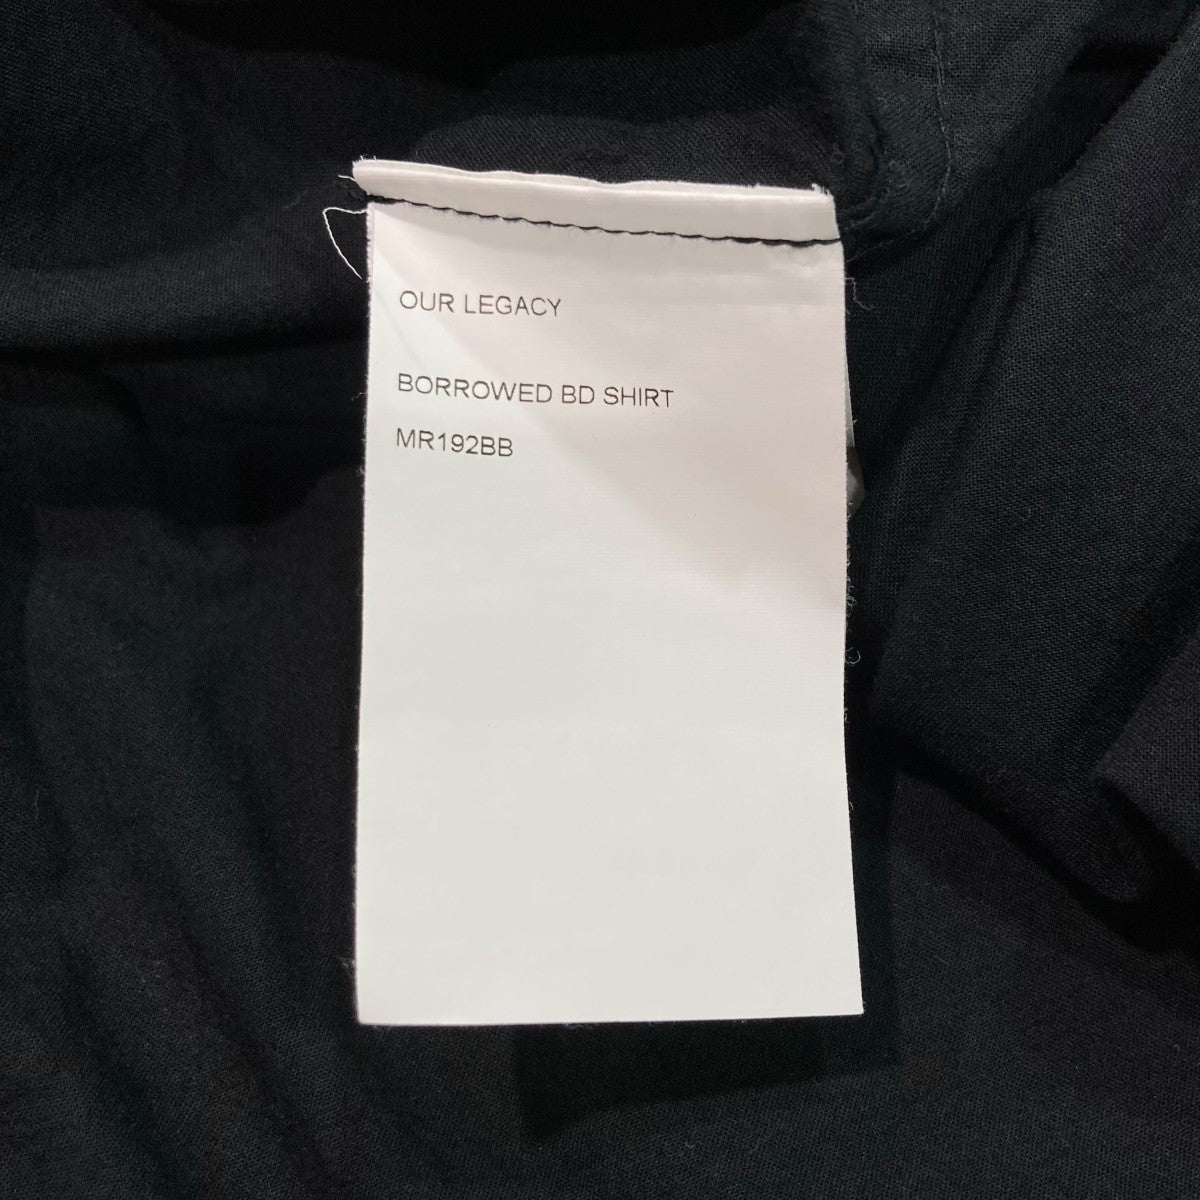 OUR LEGACY
BORROWED BD SHIRT
MR192BB